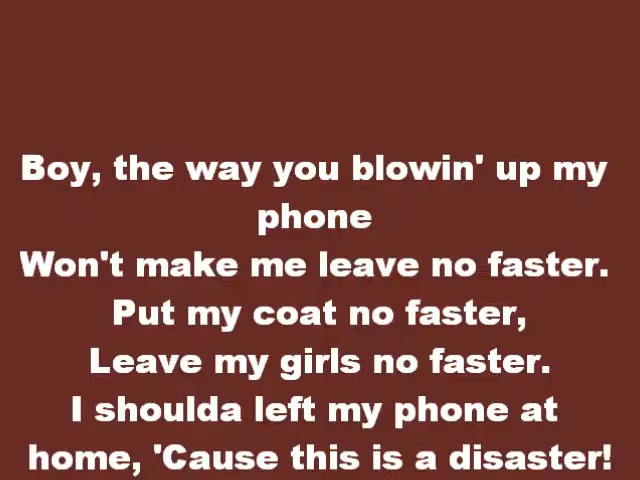 Boy, the way you blowin' up my
phone
Won't make me leave no faster.
Put my coat no faster,
Leave my girls no faster.
I shoulda left my phone at
home, 'Cause this is a disaster!